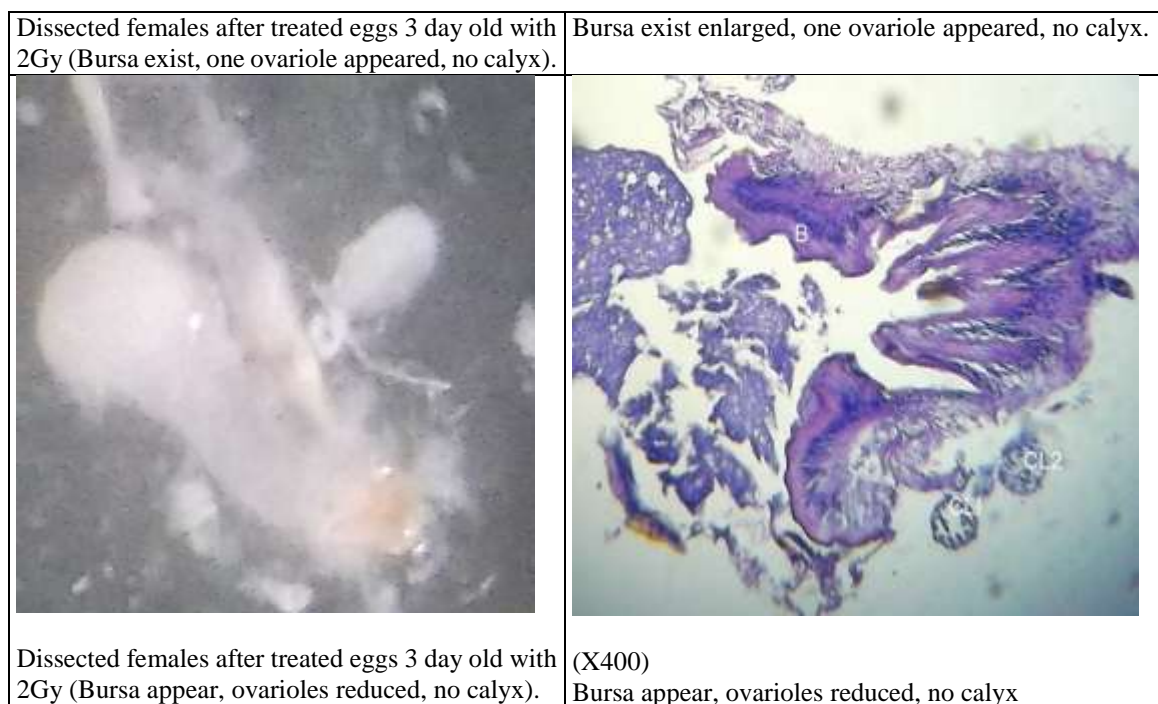 Dissected females after treated eggs 3 day old with
2Gy (Bursa exist, one ovariole appeared, no calyx).
Bursa exist enlarged, one ovariole appeared, no calyx.
B
CL2
Dissected females after treated eggs 3 day old with
2Gy (Bursa appear, ovarioles reduced, no calyx).
(X400)
Bursa appear, ovarioles reduced, no calyx